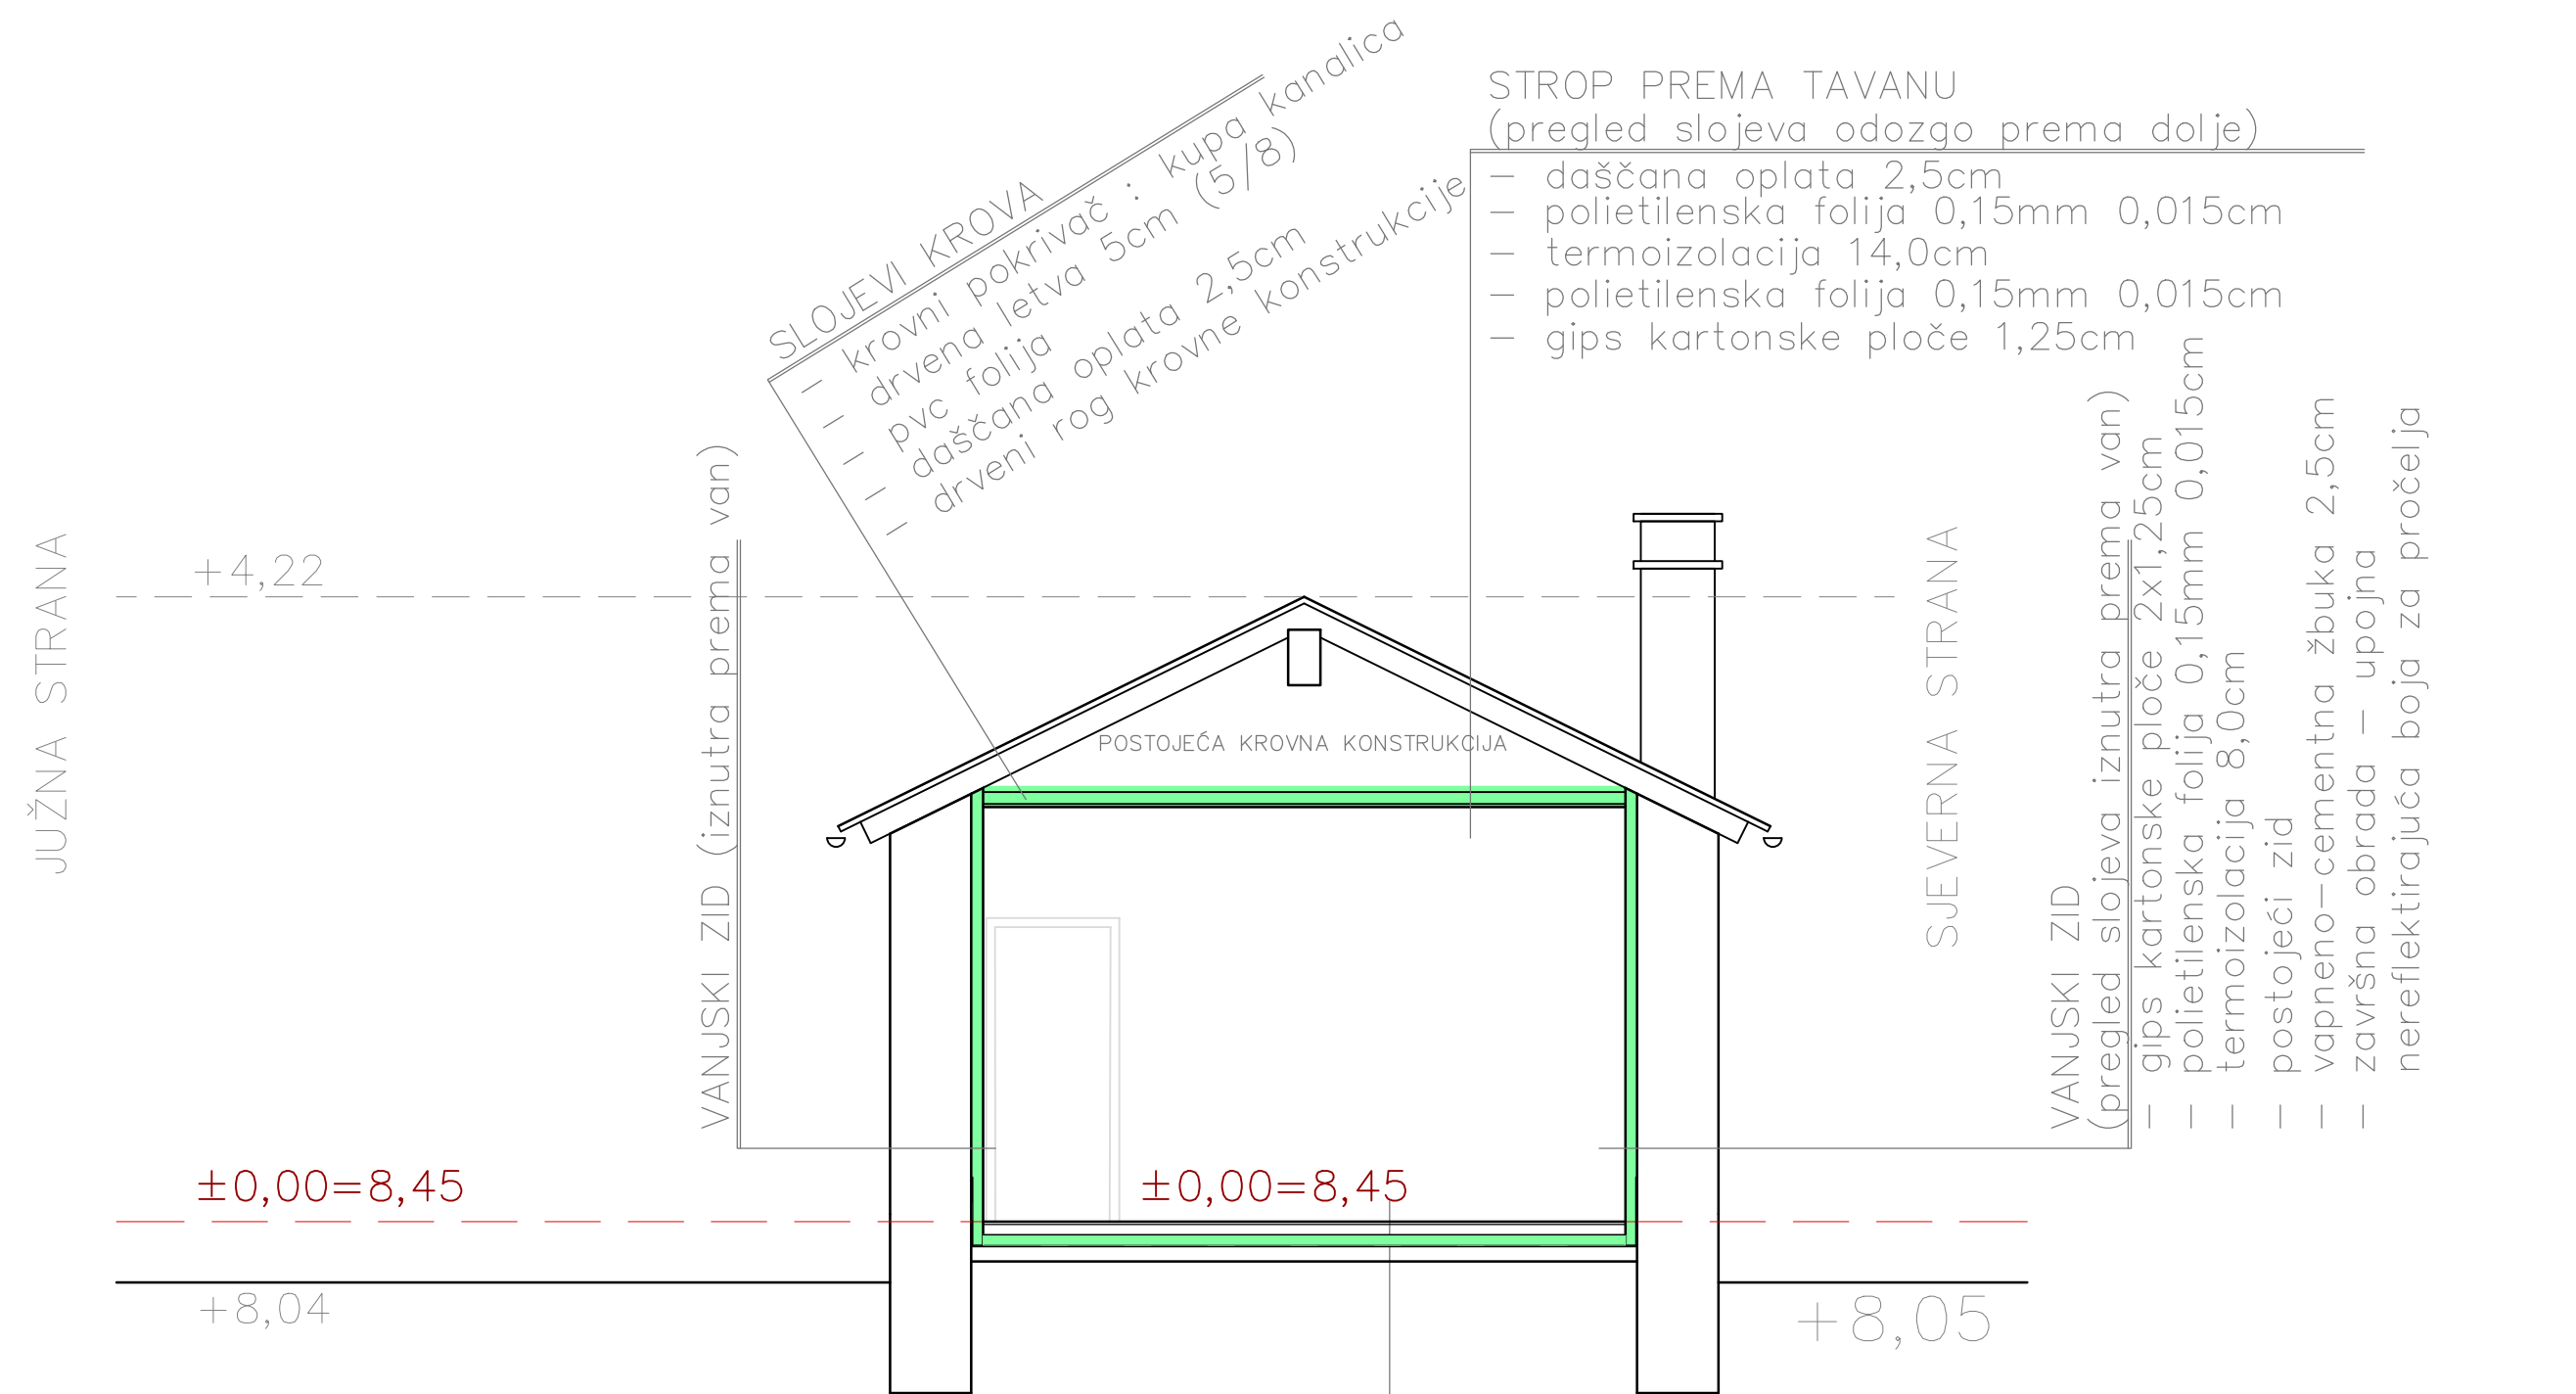 SLOJEVI KROVA
– krovni pokrivač : kupa kanalica
– drvena letva 5cm (5/8)
– pvc folija
– daščana oplata 2,5cm
– drveni rog krovne konstrukcije
STROP PREMA TAVANU
(pregled slojeva odozgo prema dolje)
– daščana oplata 2,5cm
– polietilenska folija 0,15mm 0,015cm
– termoizolacija 14,0cm
– polietilenska folija 0,15mm 0,015cm
– gips kartonske ploče 1,25cm
JUŽNA STRANA
+4,22
VANJSKI ZID (iznutra prema van)
POSTOJEĆA KROVNA KONSTRUKCIJA
SJEVERNA STRANA
VANJSKI ZID
(pregled slojeva iznutra prema van)
– gips kartonske ploče 2x1,25cm
– polietilenska folija 0,15mm 0,015cm
– termoizolacija 8,0cm
– postojeći zid
– vapneno-cementna žbuka 2,5cm
– završna obrada – upojna
nereflektirajuća boja za pročelja
±0,00=8,45
±0,00=8,45
+8,04
+8,05